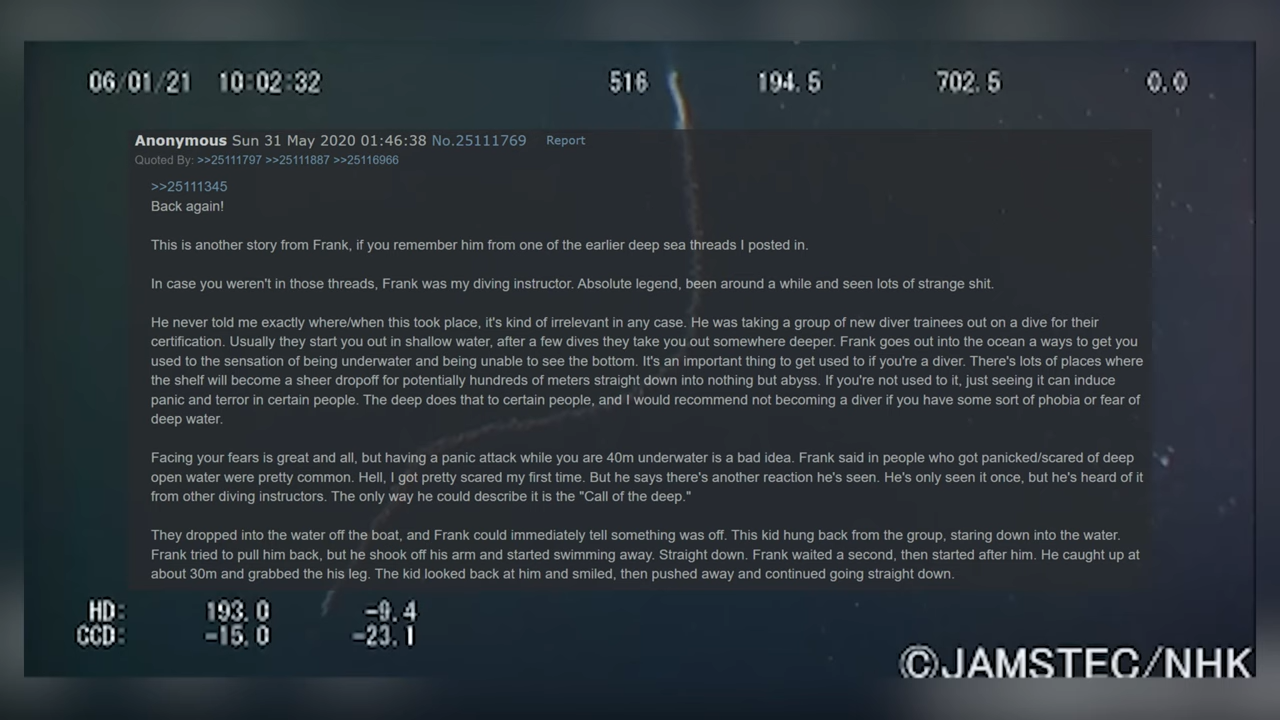 06/01/21 10:02:32 516 194.5 702.5 0.0
Anonymous Sun 31 May 2020 01:46:38 No.25111769 Report
Quoted By: >>25111797 >>25111887 >>25116966
>>25111345
Back again!
This is another story from Frank, if you remember him from one of the earlier deep sea threads I posted in.
In case you weren't in those threads, Frank was my diving instructor. Absolute legend, been around a while and seen lots of strange shit.
He never told me exactly where/when this took place, it's kind of irrelevant in any case. He was taking a group of new diver trainees out on a dive for their
certification. Usually they start you out in shallow water, after a few dives they take you out somewhere deeper. Frank goes out into the ocean a ways to get you
used to the sensation of being underwater and being unable to see the bottom. It's an important thing to get used to if you're a diver. There's lots of places where
the shelf will become a sheer dropoff for potentially hundreds of meters straight down into nothing but abyss. If you're not used to it, just seeing it can induce
panic and terror in certain people. The deep does that to certain people, and I would recommend not becoming a diver if you have some sort of phobia or fear of
deep water.
Facing your fears is great and all, but having a panic attack while you are 40m underwater is a bad idea. Frank said in people who got panicked/scared of deep
open water were pretty common. Hell, I got pretty scared my first time. But he says there's another reaction he's seen. He's only seen it once, but he's heard of it
from other diving instructors. The only way he could describe it is the "Call of the deep."
They dropped into the water off the boat, and Frank could immediately tell something was off. This kid hung back from the group, staring down into the water.
Frank tried to pull him back, but he shook off his arm and started swimming away. Straight down. Frank waited a second, then started after him. He caught up at
about 30m and grabbed the his leg. The kid looked back at him and smiled, then pushed away and continued going straight down.
HD: 193.0 -9.4
CCD: -15.0 -23.1
©JAMSTEC/NHK